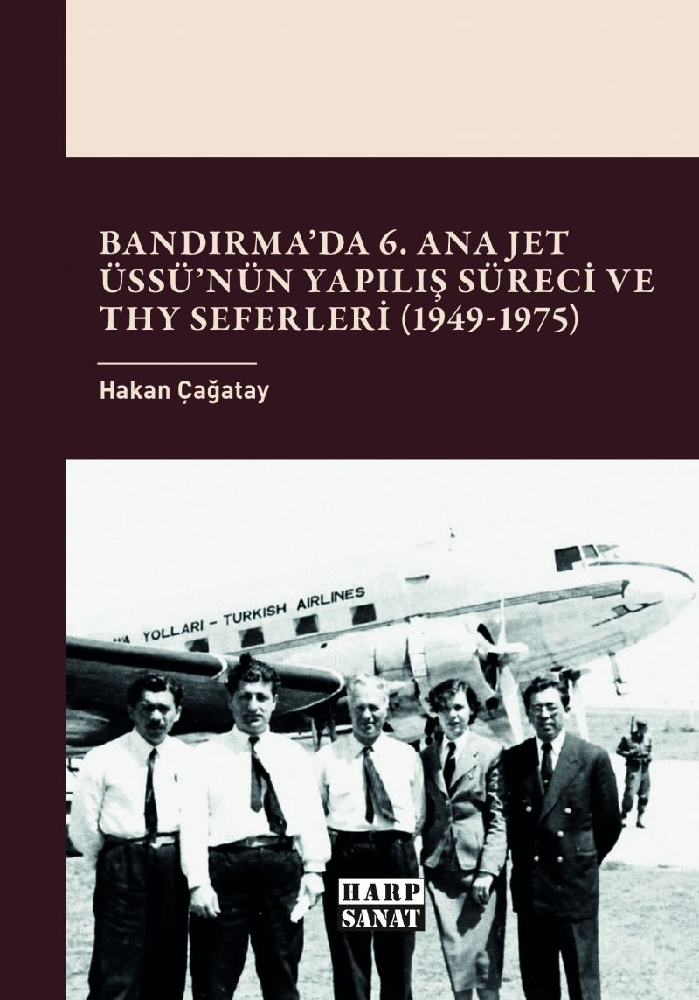 BANDIRMA’DA 6. ANA JET
ÜSSÜ’NÜN YAPILIŞ SÜRECİ VE
THY SEFERLERİ (1949-1975)
Hakan Çağatay
YOLLARI - TURKISH AIRLINES
HARP
SANAT